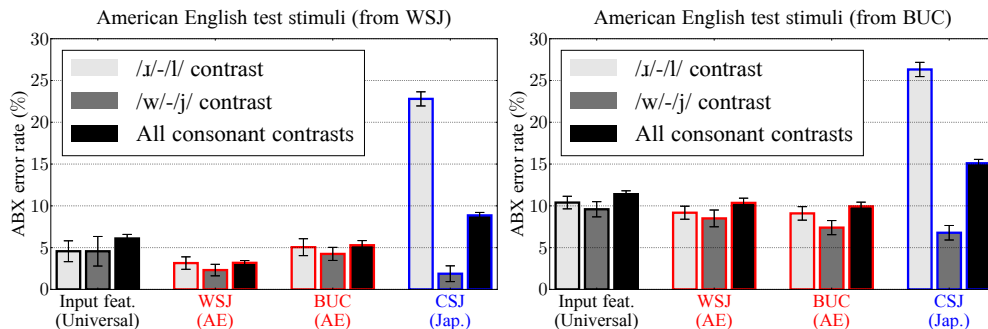 American English test stimuli (from WSJ)
ABX error rate (%)
30
25
20
15
10
5
0
/ɹ/-/l/ contrast
/w/-/j/ contrast
All consonant contrasts
Input feat.
(Universal)
WSJ
(AE)
BUC
(AE)
CSJ
(Jap.)
American English test stimuli (from BUC)
ABX error rate (%)
30
25
20
15
10
5
0
/ɹ/-/l/ contrast
/w/-/j/ contrast
All consonant contrasts
Input feat.
(Universal)
WSJ
(AE)
BUC
(AE)
CSJ
(Jap.)